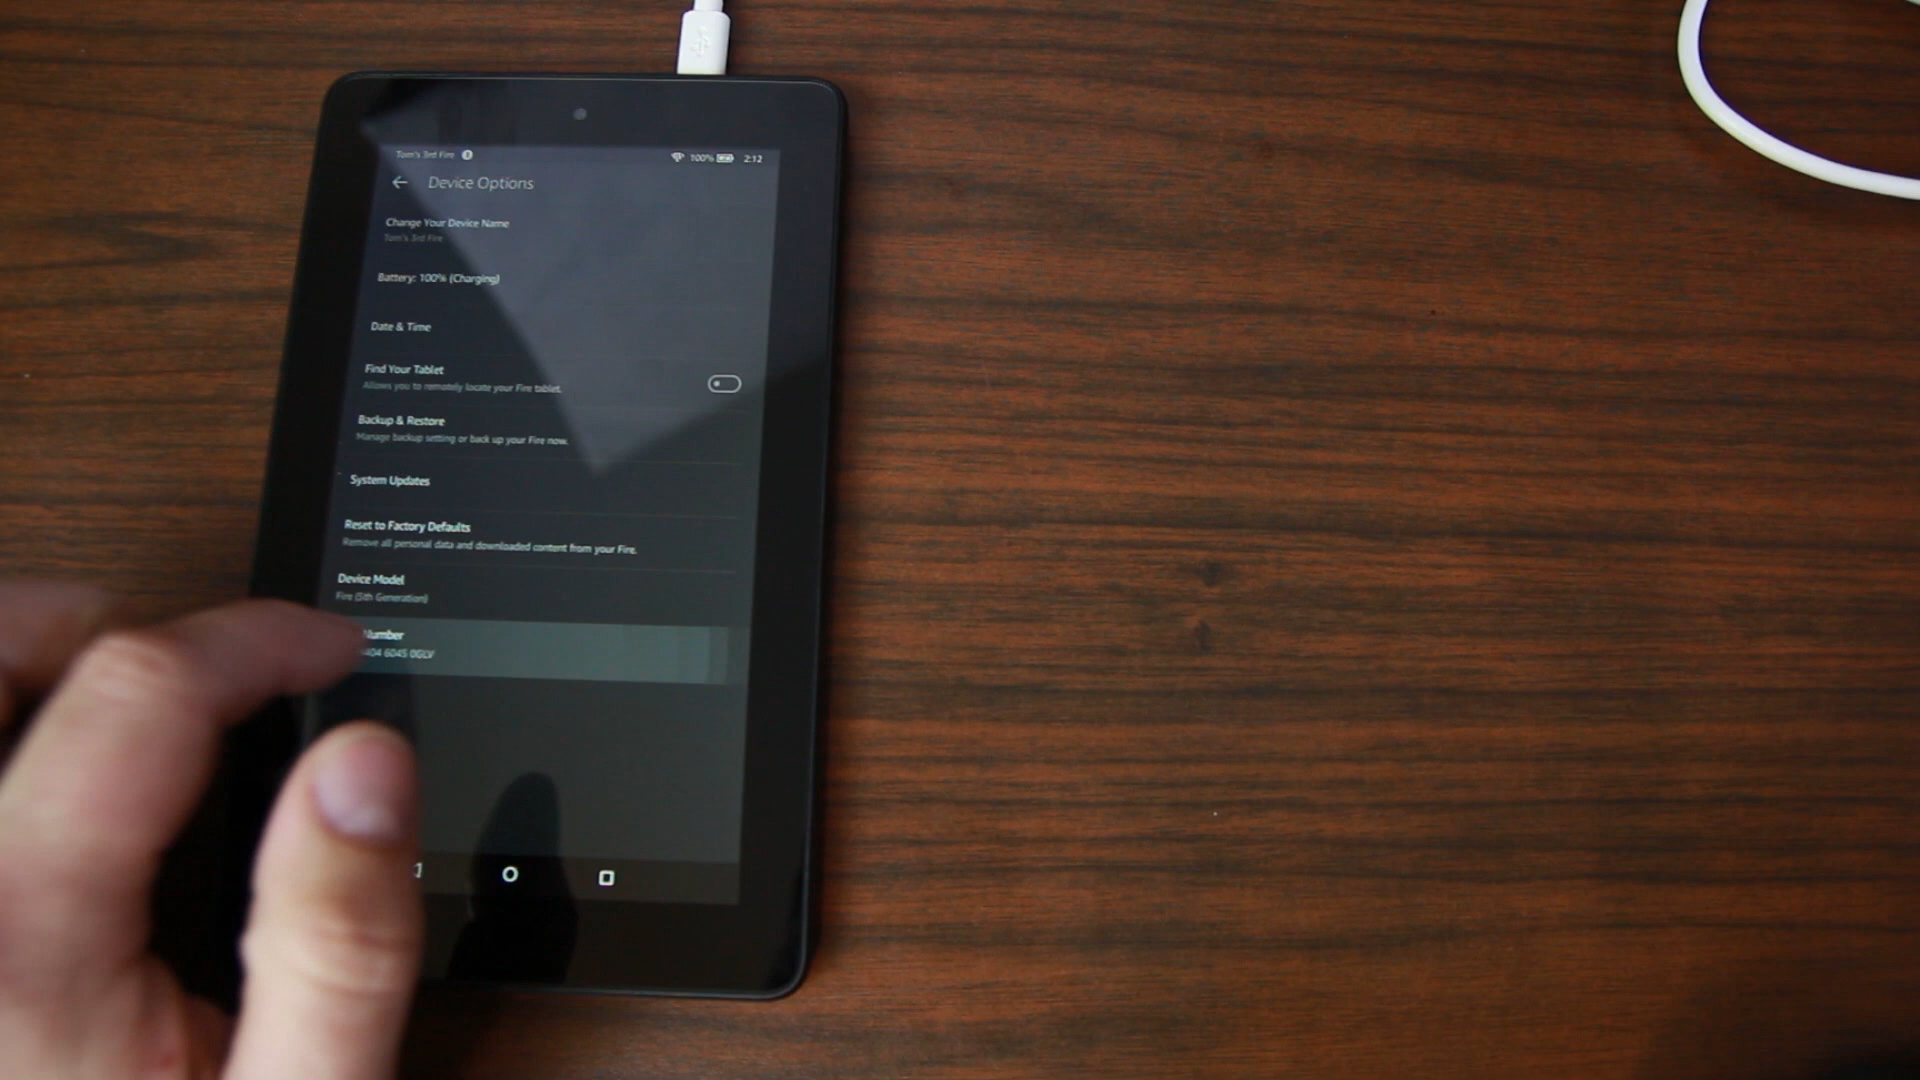 Tom's 3rd Fire
100% 2:12
Device Options
Change Your Device Name
Tom's 3rd Fire
Battery: 100% (Charging)
Date & Time
Find Your Tablet
Allows you to remotely locate your Fire tablet.
Backup & Restore
Manage backup setting or back up your Fire now.
System Updates
Reset to Factory Defaults
Remove all personal data and downloaded content from your Fire.
Device Model
Fire (5th Generation)
Number
404 6045 0GLV